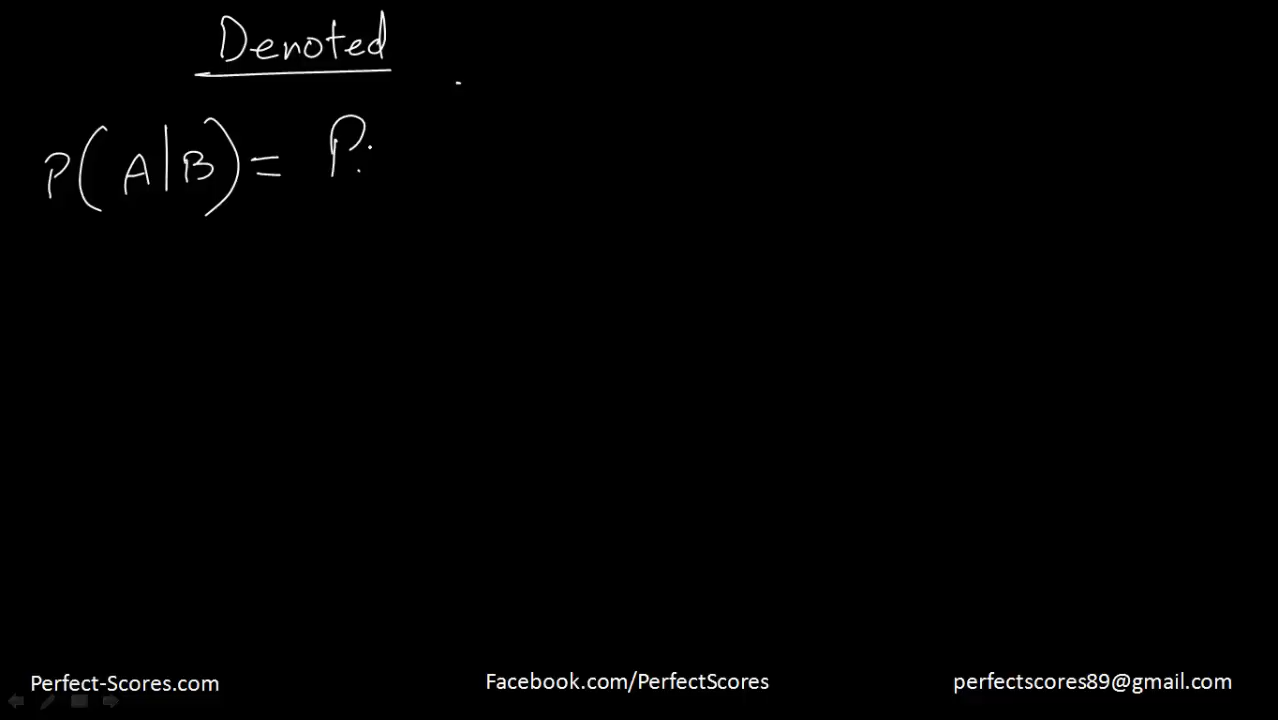 Denoted
P(A|B) = P
Perfect-Scores.com
Facebook.com/PerfectScores
perfectscores89@gmail.com